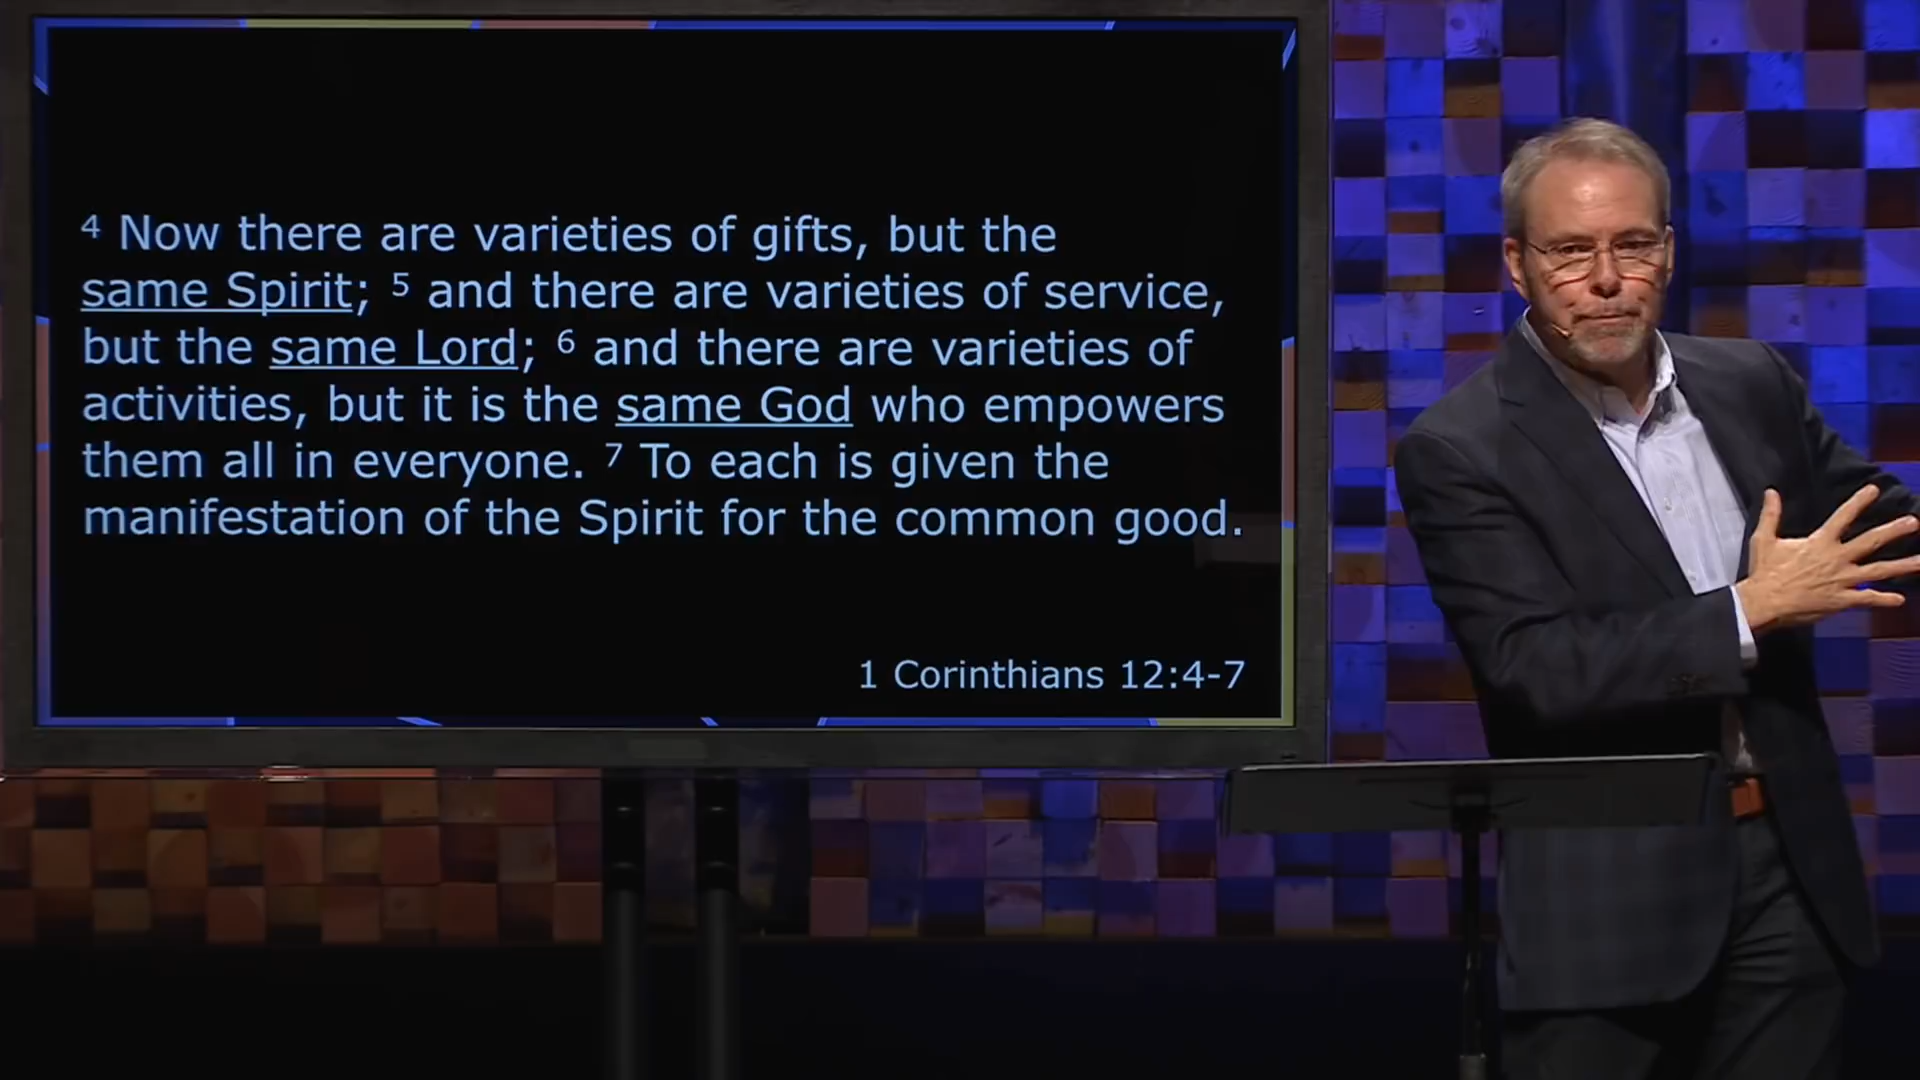 4 Now there are varieties of gifts, but the
same Spirit; 5 and there are varieties of service,
but the same Lord; 6 and there are varieties of
activities, but it is the same God who empowers
them all in everyone. 7 To each is given the
manifestation of the Spirit for the common good.
1 Corinthians 12:4-7